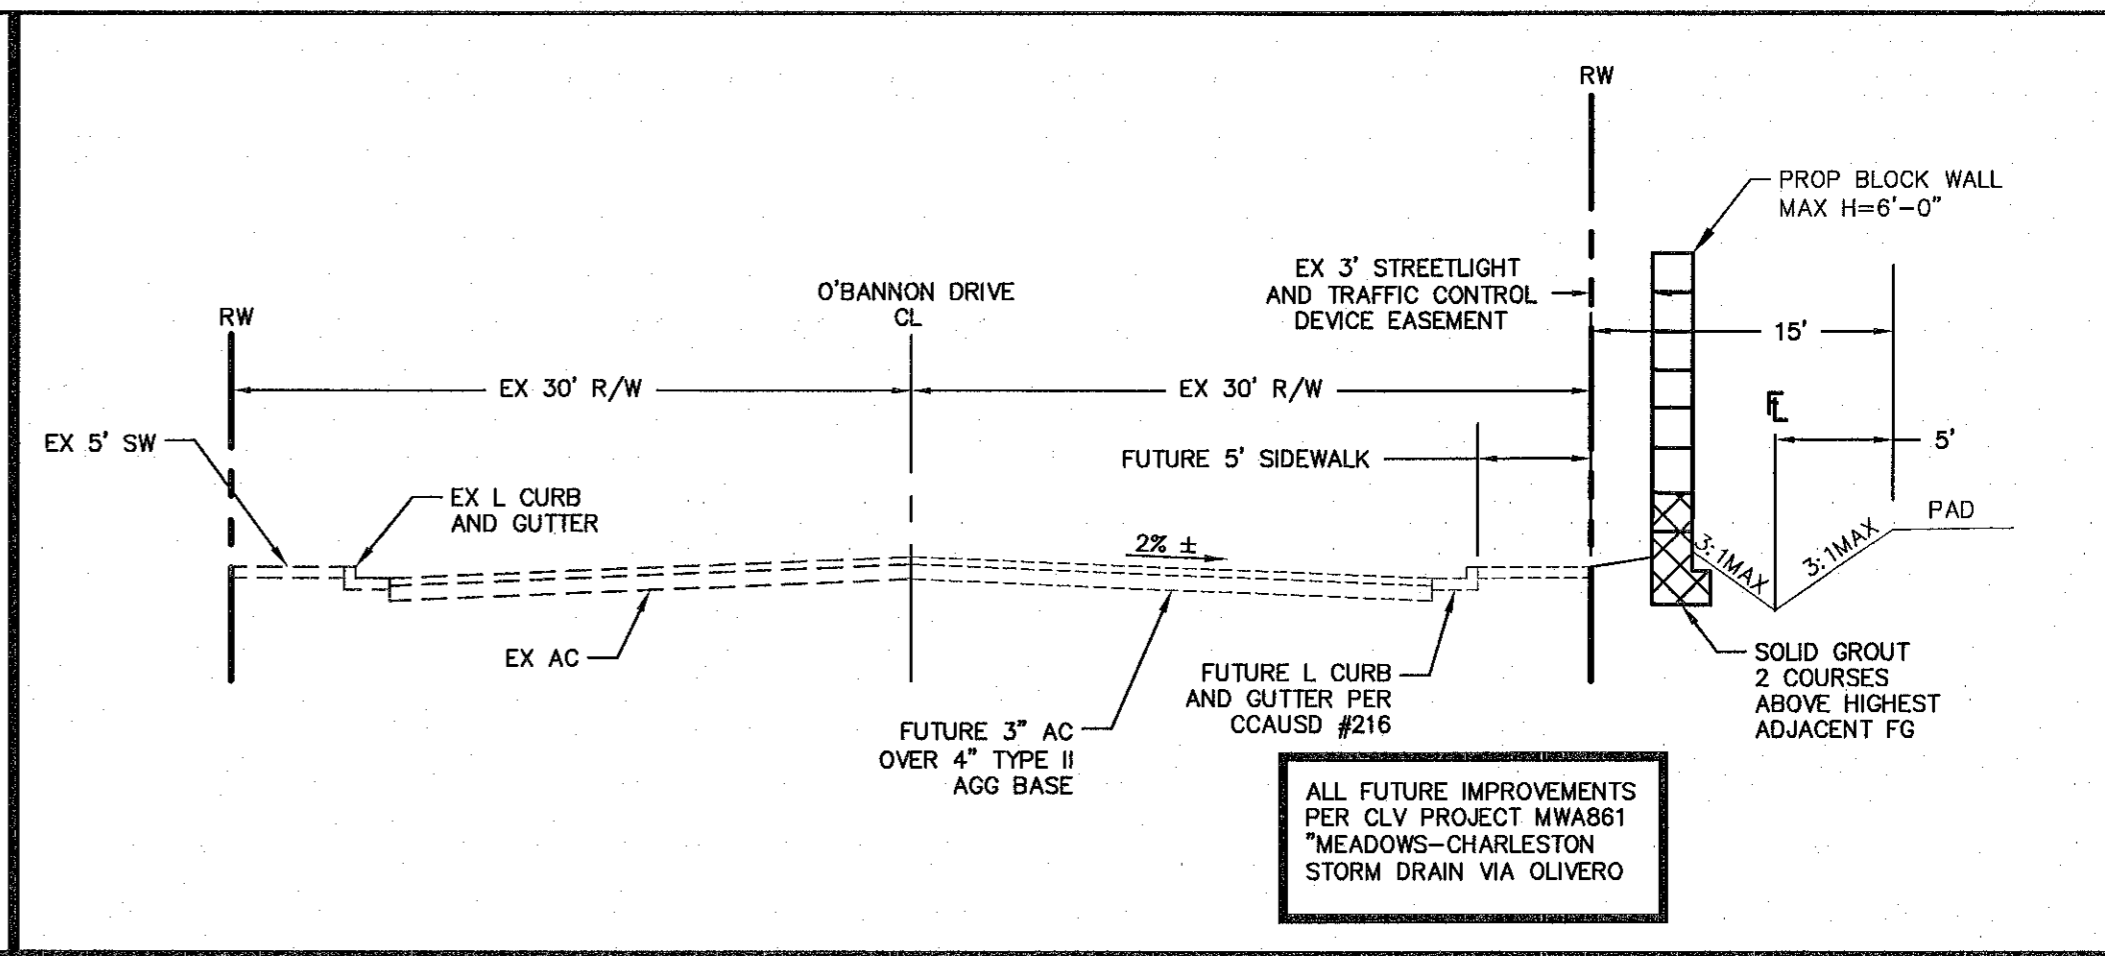 RW
PROP BLOCK WALL
MAX H=6'-0"
EX 3' STREETLIGHT
AND TRAFFIC CONTROL
DEVICE EASEMENT
O'BANNON DRIVE
CL
RW
15'
EX 30' R/W
EX 30' R/W
FL
EX 5' SW
5'
FUTURE 5' SIDEWALK
EX L CURB
AND GUTTER
PAD
2% ±
3:1MAX
3:1MAX
EX AC
SOLID GROUT
2 COURSES
ABOVE HIGHEST
ADJACENT FG
FUTURE L CURB
AND GUTTER PER
CCAUSD #216
FUTURE 3" AC
OVER 4" TYPE II
AGG BASE
ALL FUTURE IMPROVEMENTS
PER CLV PROJECT MWA861
"MEADOWS-CHARLESTON
STORM DRAIN VIA OLIVERO